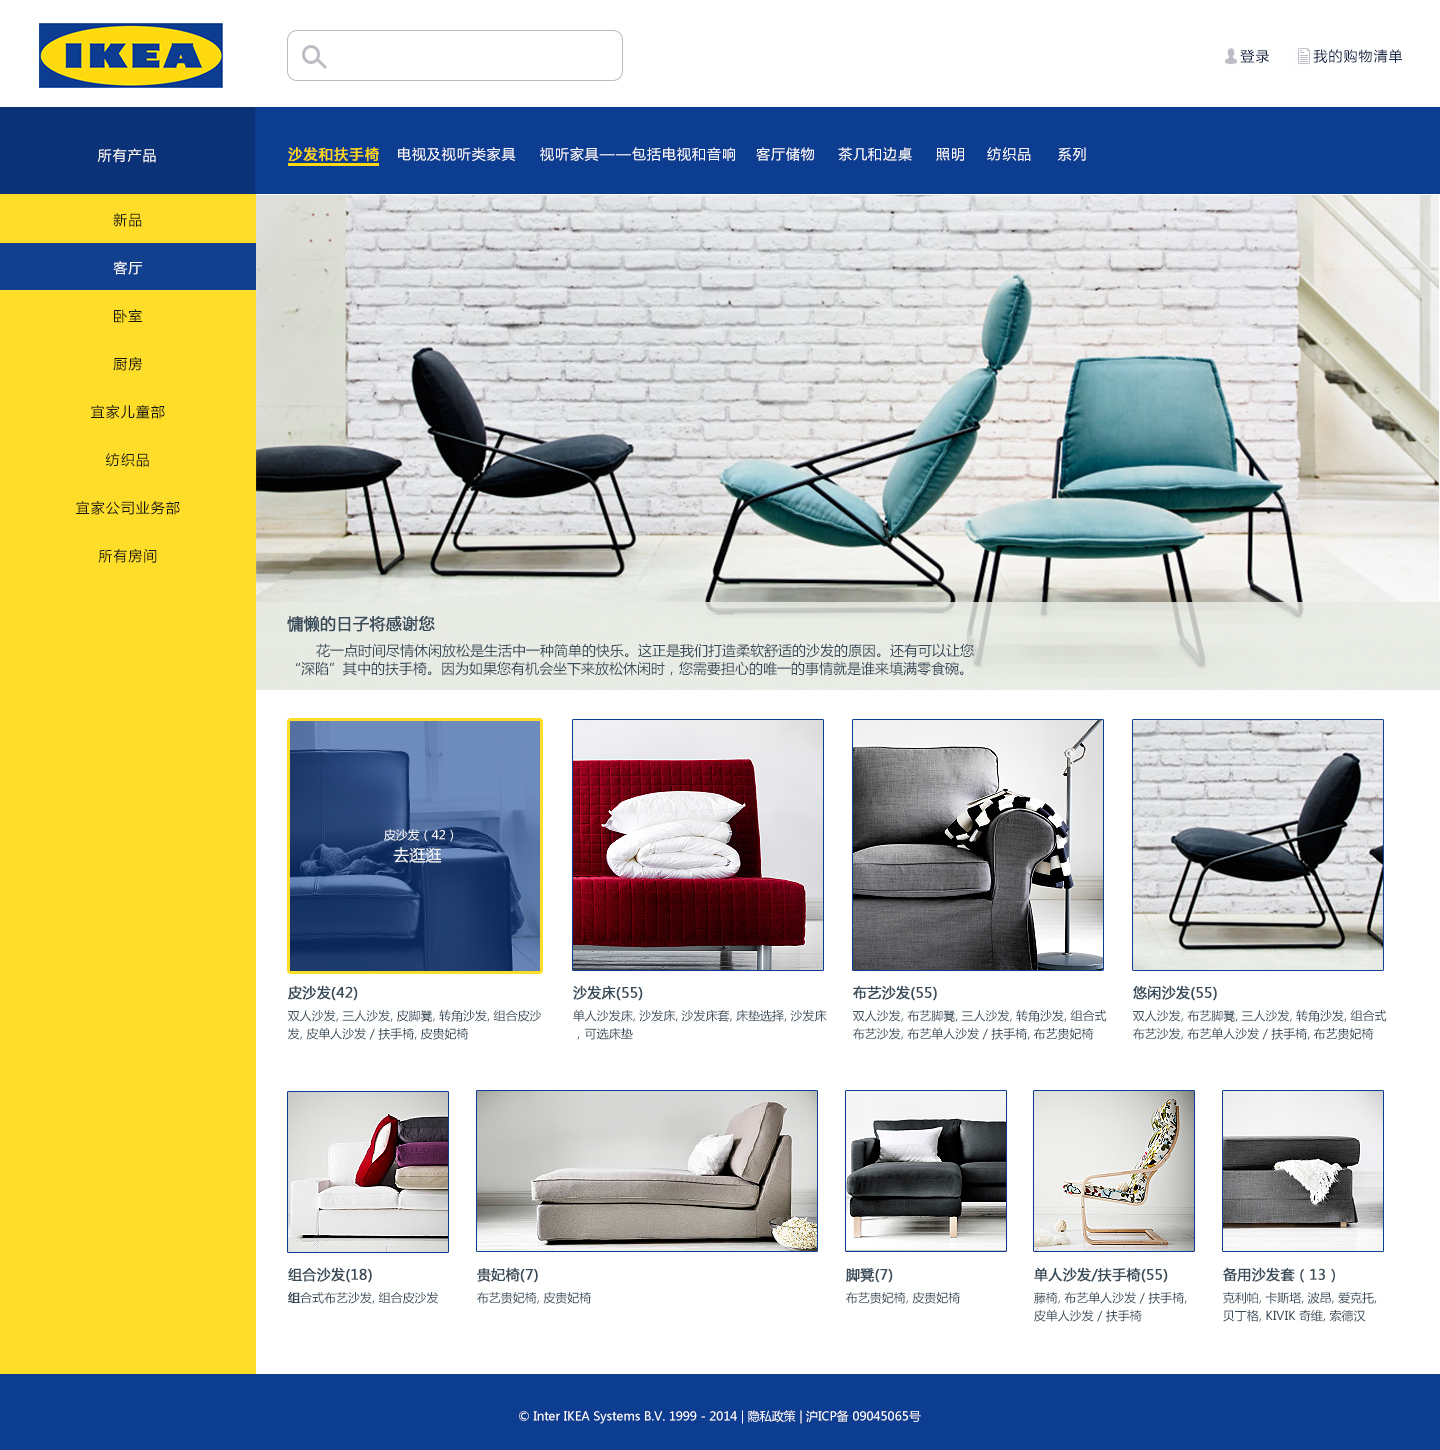 IKEA
登录
我的购物清单
所有产品
沙发和扶手椅 电视及视听类家具 视听家具——包括电视和音响 客厅储物 茶几和边桌 照明 纺织品 系列
新品
客厅
卧室
厨房
宜家儿童部
纺织品
宜家公司业务部
所有房间
慵懒的日子将感谢您
花一点时间尽情休闲放松是生活中一种简单的快乐。这正是我们打造柔软舒适的沙发的原因。还有可以让您
“深陷”其中的扶手椅。因为如果您有机会坐下来放松休闲时，您需要担心的唯一的事情就是谁来填满零食碗。
皮沙发（42）
去逛逛
皮沙发(42)
双人沙发, 三人沙发, 皮脚凳, 转角沙发, 组合皮沙
发, 皮单人沙发 / 扶手椅, 皮贵妃椅
沙发床(55)
单人沙发床, 沙发床, 沙发床套, 床垫选择, 沙发床
, 可选床垫
布艺沙发(55)
双人沙发, 布艺脚凳, 三人沙发, 转角沙发, 组合式
布艺沙发, 布艺单人沙发 / 扶手椅, 布艺贵妃椅
悠闲沙发(55)
双人沙发, 布艺脚凳, 三人沙发, 转角沙发, 组合式
布艺沙发, 布艺单人沙发 / 扶手椅, 布艺贵妃椅
组合沙发(18)
组合式布艺沙发, 组合皮沙发
贵妃椅(7)
布艺贵妃椅, 皮贵妃椅
脚凳(7)
布艺贵妃椅, 皮贵妃椅
单人沙发/扶手椅(55)
藤椅, 布艺单人沙发 / 扶手椅,
皮单人沙发 / 扶手椅
备用沙发套（13）
克利帕, 卡斯塔, 波昂, 爱克托,
贝丁格, KIVIK 奇维, 索德汉
© Inter IKEA Systems B.V. 1999 - 2014 | 隐私政策 | 沪ICP备 09045065号